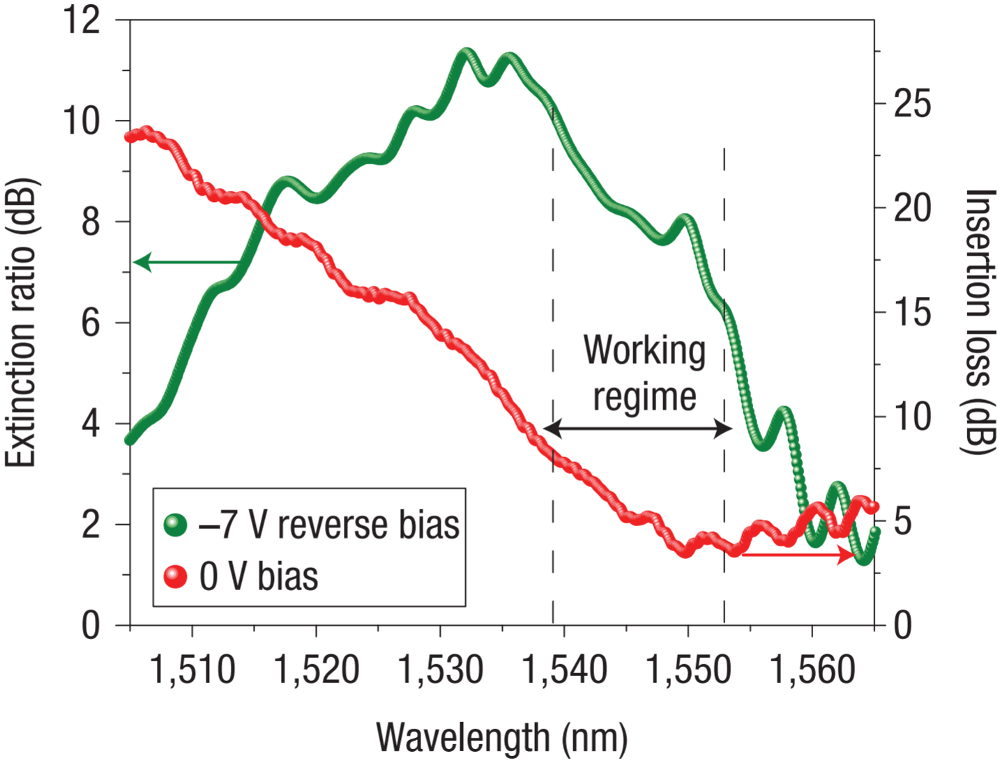 12
10
8
6
4
2
0
Extinction ratio (dB)
25
20
15
10
5
0
Insertion loss (dB)
Working
regime
–7 V reverse bias
0 V bias
1,510 1,520 1,530 1,540 1,550 1,560
Wavelength (nm)